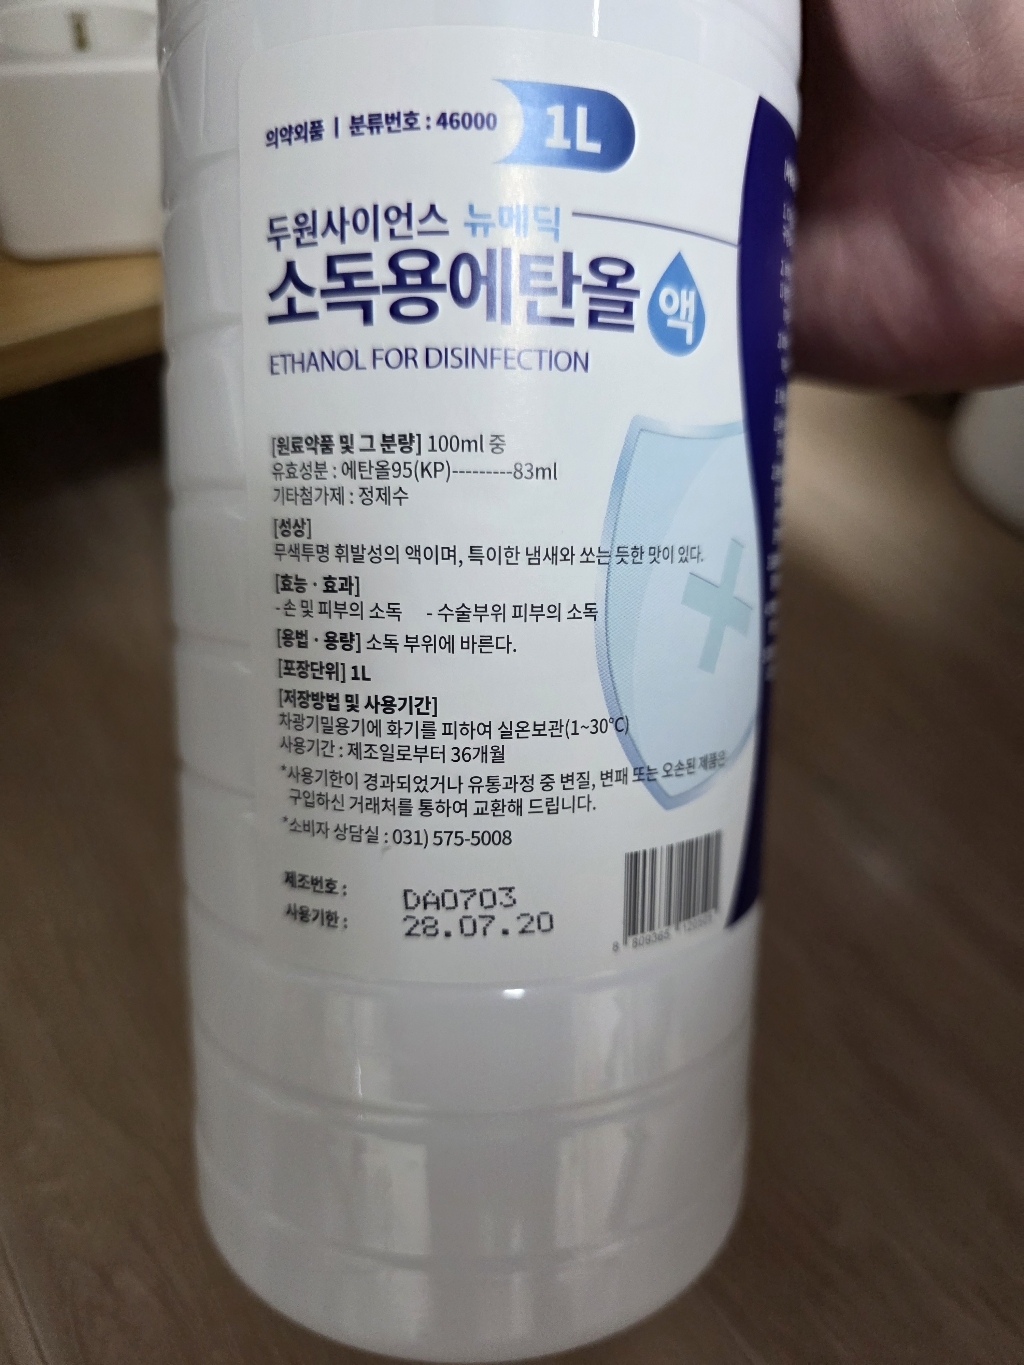 의약외품 | 분류번호 : 46000
1L
두원사이언스 뉴메딕
소독용에탄올 액
ETHANOL FOR DISINFECTION
[원료약품 및 그 분량] 100ml 중
유효성분 : 에탄올95(KP)---------83ml
기타첨가제 : 정제수
[성상]
무색투명 휘발성의 액이며, 특이한 냄새와 쏘는 듯한 맛이 있다.
[효능 · 효과]
- 손 및 피부의 소독 - 수술부위 피부의 소독
[용법 · 용량] 소독 부위에 바른다.
[포장단위] 1L
[저장방법 및 사용기간]
차광기밀용기에 화기를 피하여 실온보관(1~30℃)
사용기간 : 제조일로부터 36개월
*사용기한이 경과되었거나 유통과정 중 변질, 변패 또는 오손된 제품은
구입하신 거래처를 통하여 교환해 드립니다.
*소비자 상담실 : 031) 575-5008
제조번호 : DA0703
사용기한 : 28.07.20
8 809365